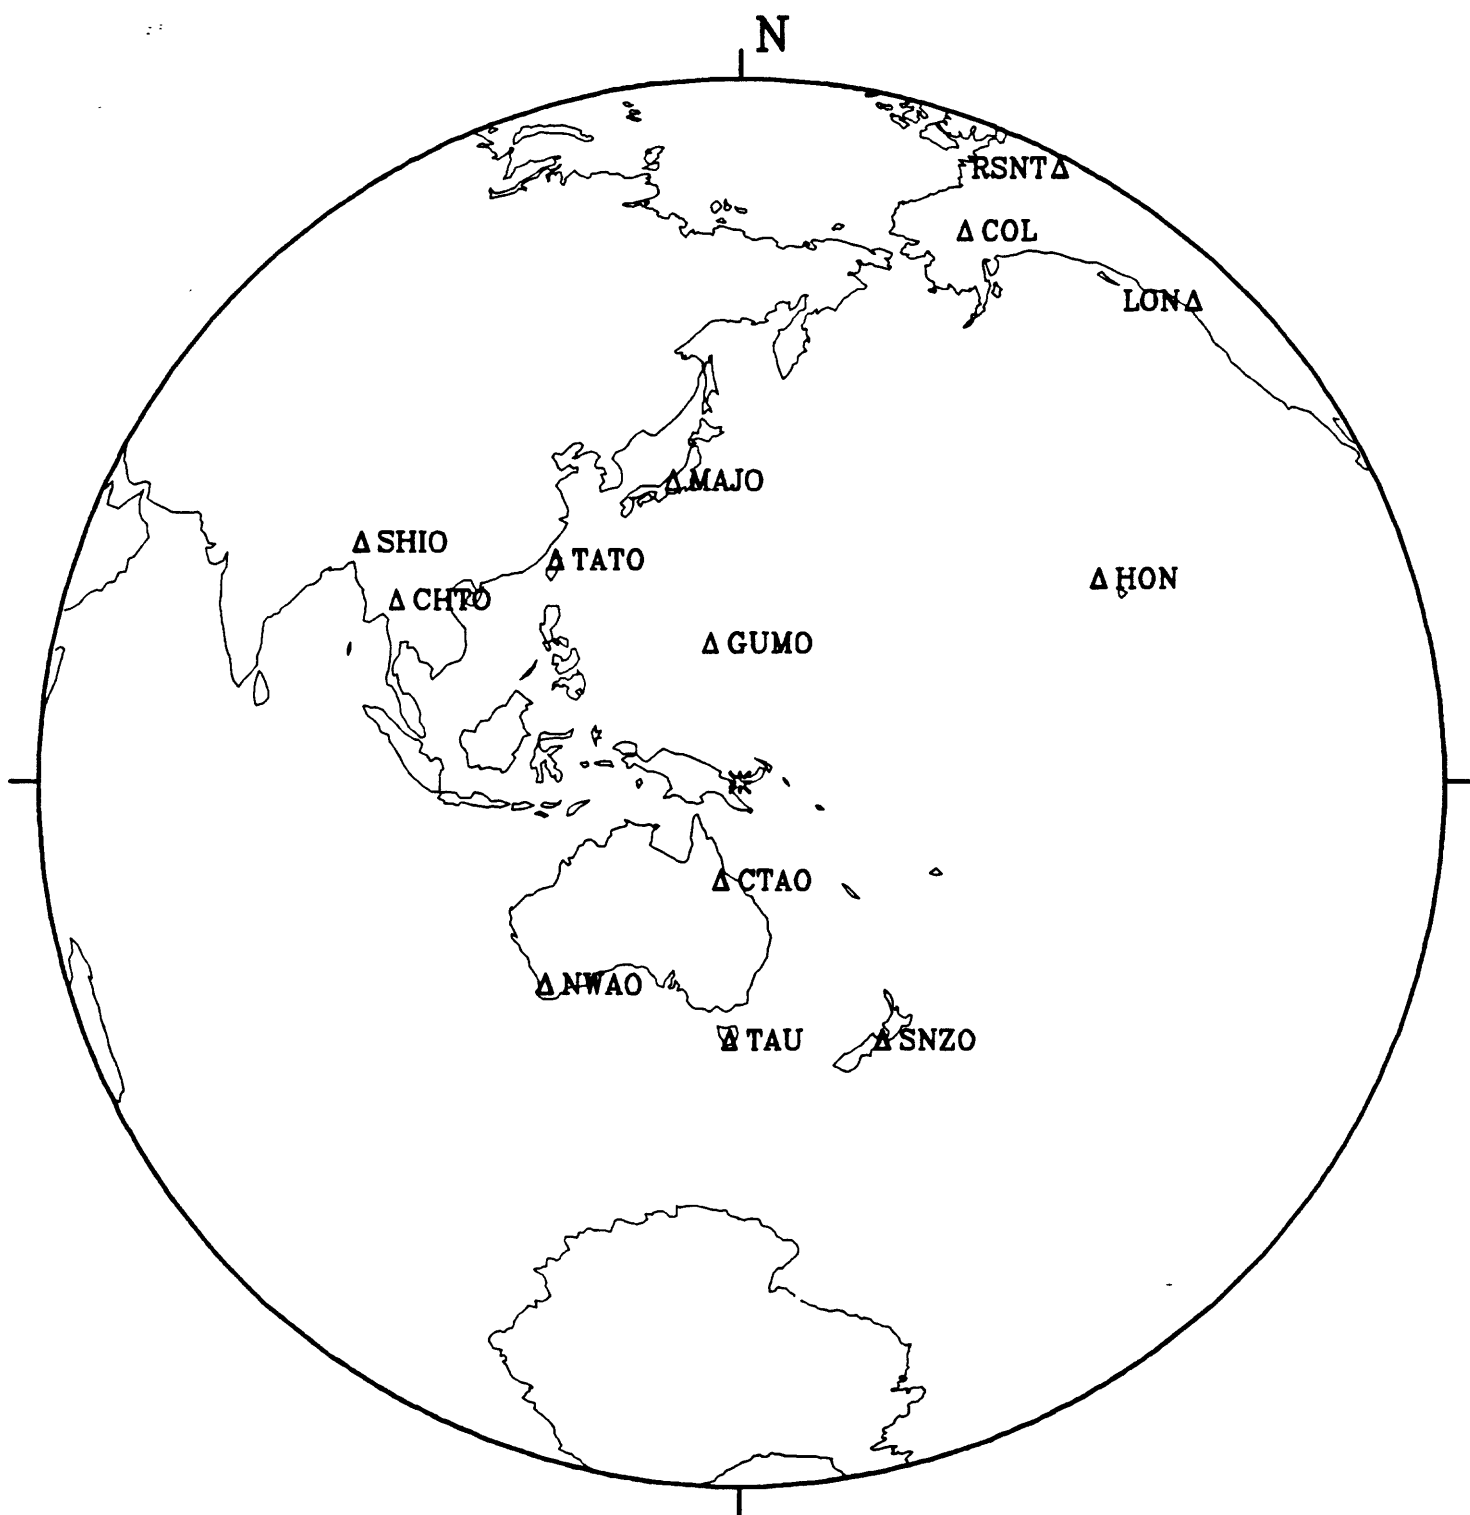 N
RSNT
COL
LON
MAJO
SHIO
TATO
HON
CHTO
GUMO
CTAO
NWAO
TAU
SNZO